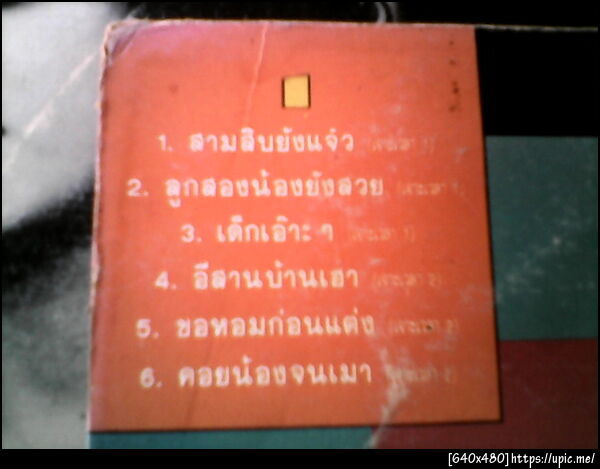 1. สามสิบยังแจ๋ว
2. ลูกสองน้องยังสวย
3. เด็กเอ๊าะ ๆ
4. อีสานบ้านเฮา
5. ขอหอมก่อนแต่ง
6. คอยน้องจนเมา
[640x480]https://upic.me/